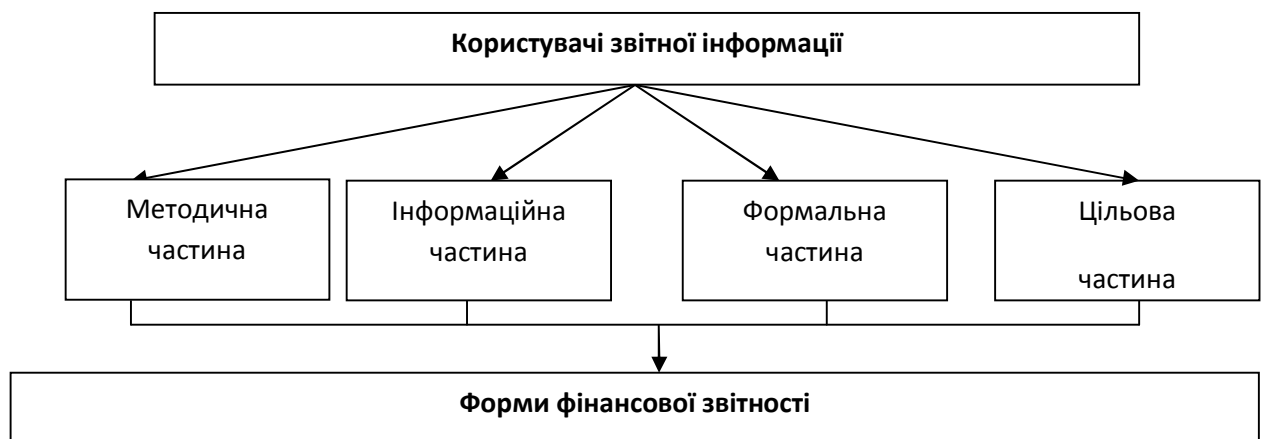 Користувачі звітної інформації
Методична
частина
Інформаційна
частина
Формальна
частина
Цільова
частина
Форми фінансової звітності